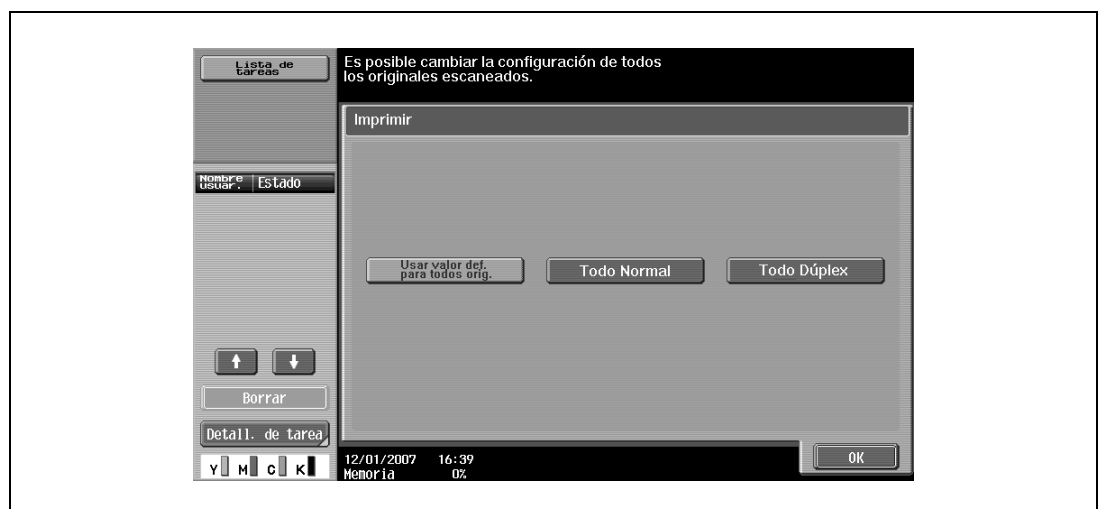 Lista de
tareas
Es posible cambiar la configuración de todos
los originales escaneados.
Imprimir
Nombre
usuar.
Estado
Usar valor def.
para todos orig.
Todo Normal
Todo Dúplex
Borrar
Detall. de tarea
Y M C K
12/01/2007 16:39
Memoria 0%
OK